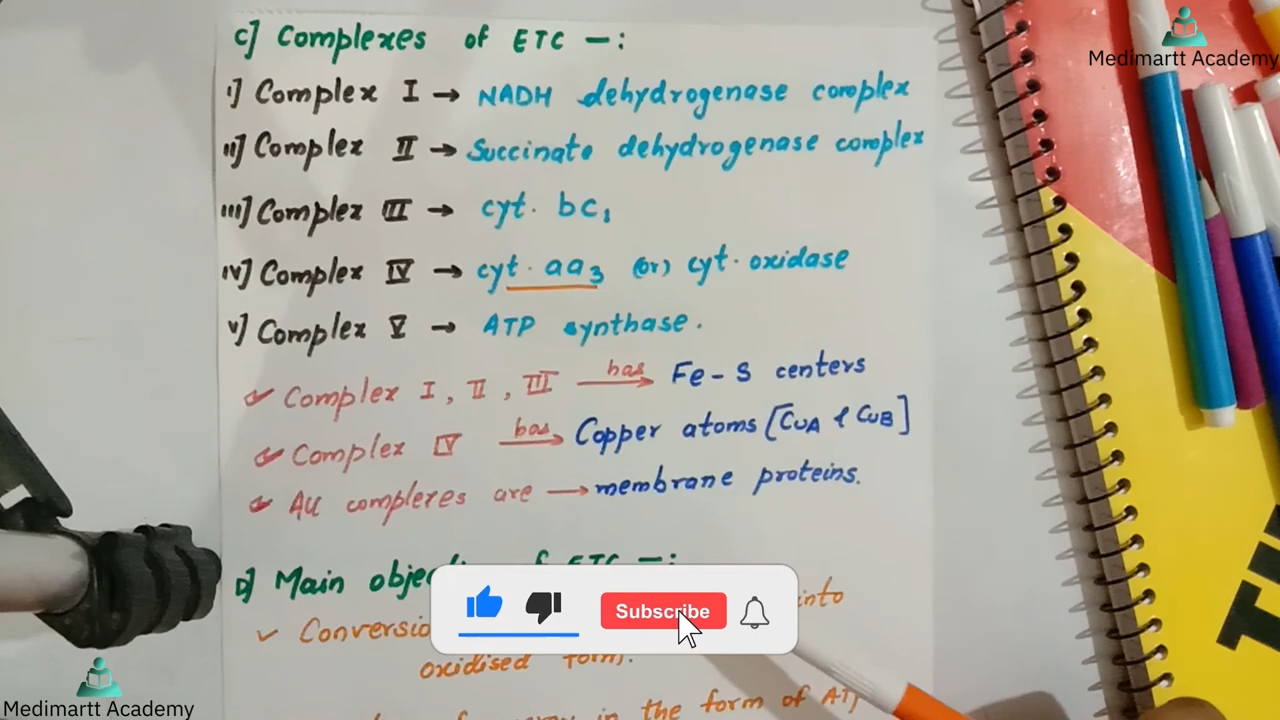 Medimartt Academy
C] Complexes of ETC -:
i] Complex I → NADH dehydrogenase complex
ii] Complex II → Succinate dehydrogenase complex
iii] Complex III → cyt. bc₁
iv] Complex IV → cyt. aa₃ (or) cyt. oxidase
v] Complex V → ATP synthase.
✓ Complex I, II, III has → Fe-S centers
✓ Complex IV has → Copper atoms [CuA & CuB]
✓ All complexes are → membrane proteins.
D] Main of ETC -:
✓ into
Subscribe
oxidised form.
in the form of
Medimartt Academy